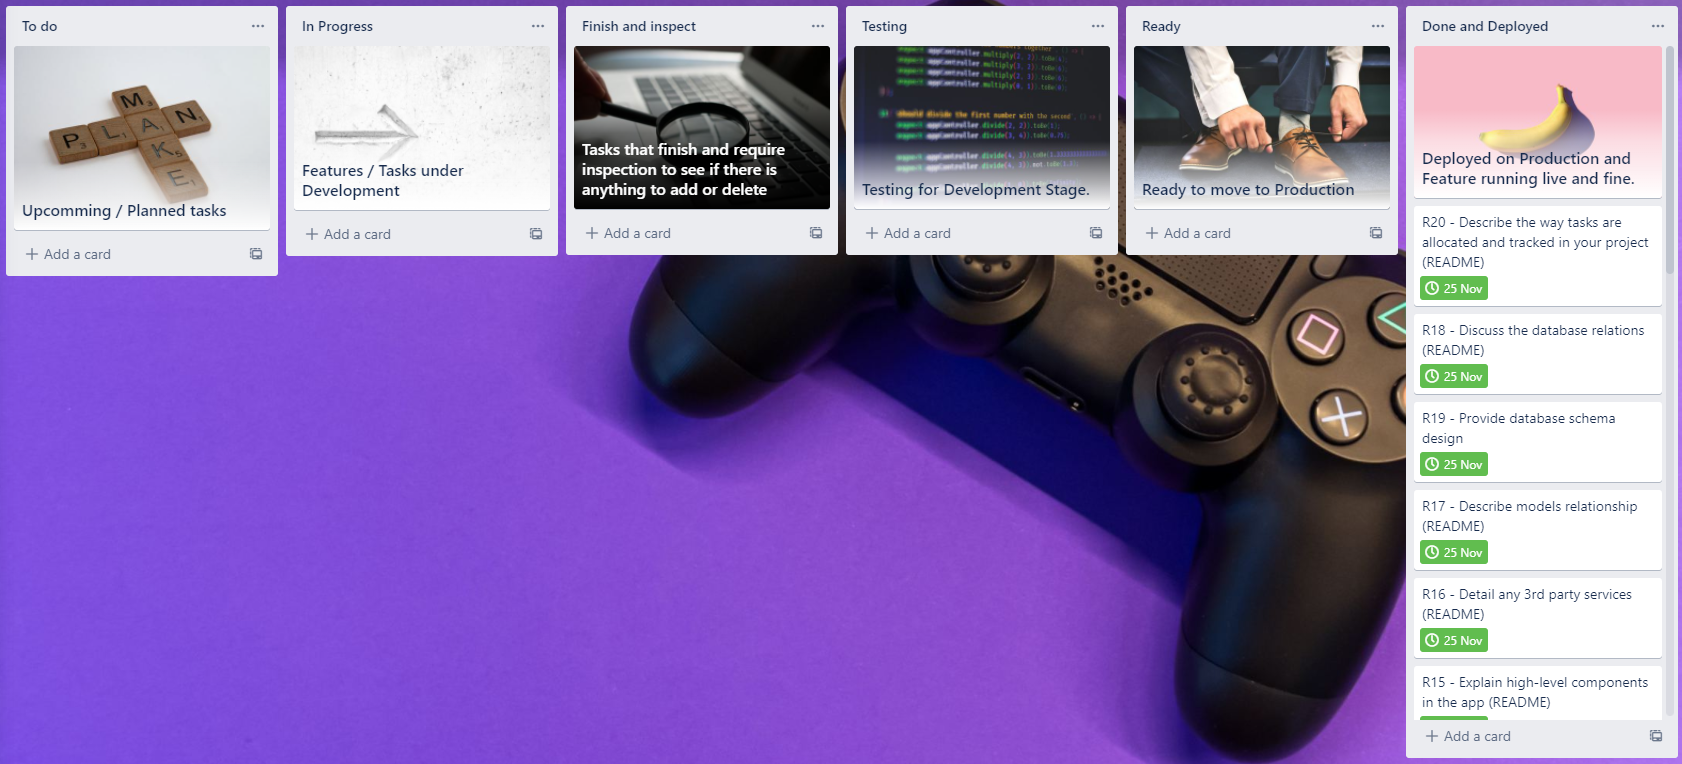 To do
M
PLAN
A
K
E
Upcomming / Planned tasks
Add a card
In Progress
Features / Tasks under
Development
Add a card
Finish and inspect
Tasks that finish and require
inspection to see if there is
anything to add or delete
Add a card
Testing
Testing for Development Stage.
Add a card
Ready
Ready to move to Production
Add a card
Done and Deployed
Deployed on Production and
Feature running live and fine.
R20 - Describe the way tasks are
allocated and tracked in your project
(README)
25 Nov
R18 - Discuss the database relations
(README)
25 Nov
R19 - Provide database schema
design
25 Nov
R17 - Describe models relationship
(README)
25 Nov
R16 - Detail any 3rd party services
(README)
25 Nov
R15 - Explain high-level components
in the app (README)
Add a card